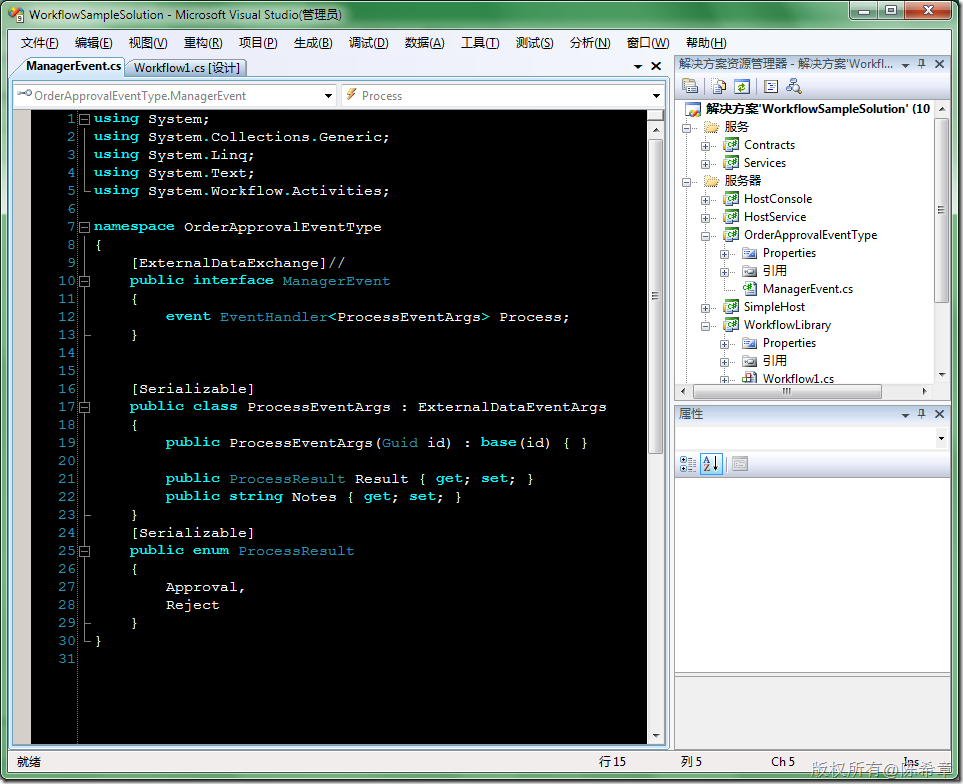 WorkflowSampleSolution - Microsoft Visual Studio(管理员)
文件(F) 编辑(E) 视图(V) 重构(R) 项目(P) 生成(B) 调试(D) 数据(A) 工具(T) 测试(S) 分析(N) 窗口(W) 帮助(H)
ManagerEvent.cs Workflow1.cs [设计]
OrderApprovalEventType.ManagerEvent Process
1 using System;
2 using System.Collections.Generic;
3 using System.Linq;
4 using System.Text;
5 using System.Workflow.Activities;
6
7 namespace OrderApprovalEventType
8 {
9 [ExternalDataExchange]//
10 public interface ManagerEvent
11 {
12 event EventHandler<ProcessEventArgs> Process;
13 }
14
15
16 [Serializable]
17 public class ProcessEventArgs : ExternalDataEventArgs
18 {
19 public ProcessEventArgs(Guid id) : base(id) { }
20
21 public ProcessResult Result { get; set; }
22 public string Notes { get; set; }
23 }
24 [Serializable]
25 public enum ProcessResult
26 {
27 Approval,
28 Reject
29 }
30 }
31
解决方案资源管理器 - 解决方案'Workfl...
解决方案'WorkflowSampleSolution' (10
服务
Contracts
Services
服务器
HostConsole
HostService
OrderApprovalEventType
Properties
引用
ManagerEvent.cs
SimpleHost
WorkflowLibrary
Properties
引用
Workflow1.cs
属性
就绪 行 15 列 5 Ch 5 Ins
版权所有@陈希章